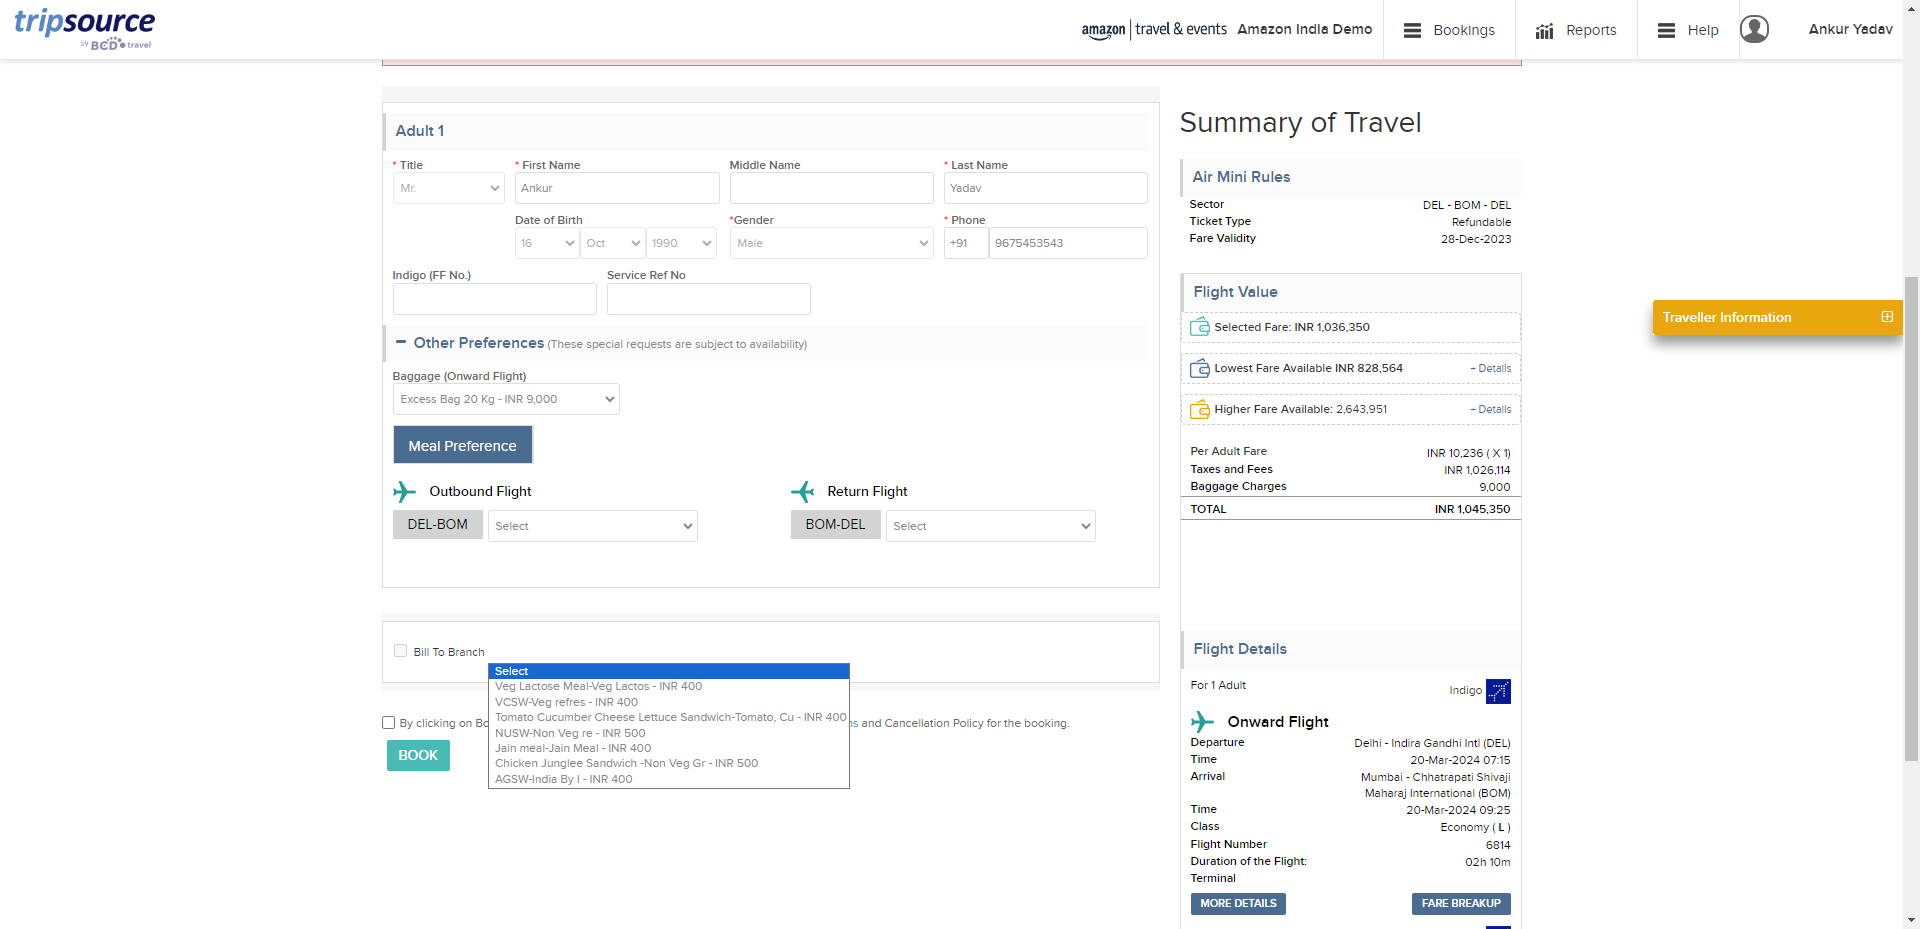 tripsource
by BCD travel
amazon travel & events
Amazon India Demo
Bookings
Reports
Help
Ankur Yadav
Adult 1
* Title
* First Name
Middle Name
* Last Name
Mr.
Ankur
Yadav
Date of Birth
*Gender
* Phone
16
Oct
1990
Male
+91
9675453543
Indigo (FF No.)
Service Ref No
Other Preferences (These special requests are subject to availability)
Baggage (Onward Flight)
Excess Bag 20 Kg - INR 9,000
Meal Preference
Outbound Flight
Return Flight
DEL-BOM
Select
BOM-DEL
Select
Bill To Branch
Select
Veg Lactose Meal-Veg Lactos - INR 400
VCSW-Veg refres - INR 400
Tomato Cucumber Cheese Lettuce Sandwich-Tomato, Cu - INR 400
NUSW-Non Veg re - INR 500
Jain meal-Jain Meal - INR 400
Chicken Junglee Sandwich -Non Veg Gr - INR 500
AGSW-India By I - INR 400
By clicking on Bo
and Cancellation Policy for the booking.
BOOK
Summary of Travel
Air Mini Rules
Sector DEL - BOM - DEL
Ticket Type Refundable
Fare Validity 28-Dec-2023
Flight Value
Selected Fare: INR 1,036,350
Lowest Fare Available INR 828,564 + Details
Higher Fare Available: 2,643,951 + Details
Per Adult Fare INR 10,236 ( X 1)
Taxes and Fees INR 1,026,114
Baggage Charges 9,000
TOTAL INR 1,045,350
Flight Details
For 1 Adult Indigo
Onward Flight
Departure Delhi - Indira Gandhi Intl (DEL)
Time 20-Mar-2024 07:15
Arrival Mumbai - Chhatrapati Shivaji
Maharaj International (BOM)
Time 20-Mar-2024 09:25
Class Economy ( L )
Flight Number 6814
Duration of the Flight: 02h 10m
Terminal
MORE DETAILS
FARE BREAKUP
Traveller Information